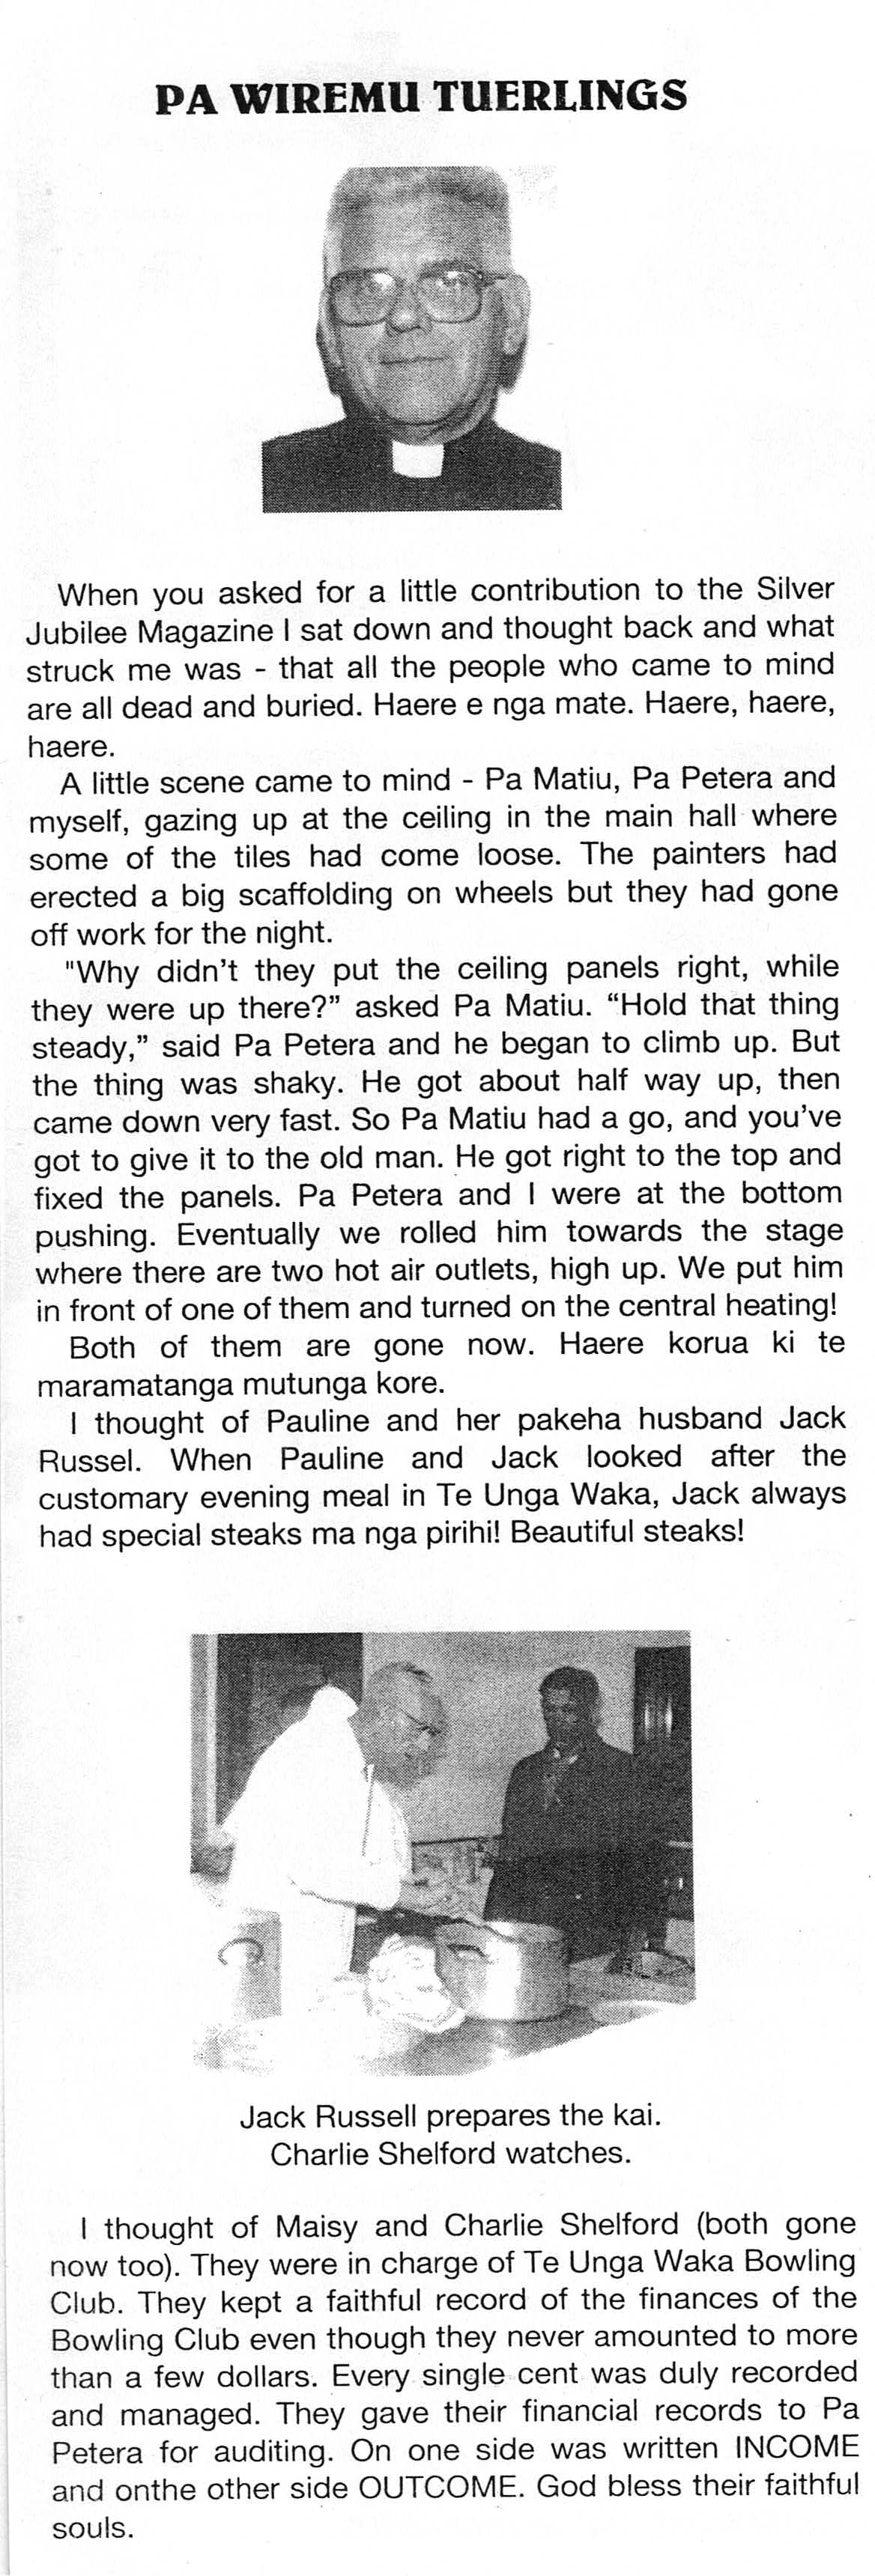 PA WIREMU TUERLINGS
When you asked for a little contribution to the Silver
Jubilee Magazine I sat down and thought back and what
struck me was - that all the people who came to mind
are all dead and buried. Haere e nga mate. Haere, haere,
haere.
A little scene came to mind - Pa Matiu, Pa Petera and
myself, gazing up at the ceiling in the main hall where
some of the tiles had come loose. The painters had
erected a big scaffolding on wheels but they had gone
off work for the night.
"Why didn't they put the ceiling panels right, while
they were up there?” asked Pa Matiu. “Hold that thing
steady,” said Pa Petera and he began to climb up. But
the thing was shaky. He got about half way up, then
came down very fast. So Pa Matiu had a go, and you've
got to give it to the old man. He got right to the top and
fixed the panels. Pa Petera and I were at the bottom
pushing. Eventually we rolled him towards the stage
where there are two hot air outlets, high up. We put him
in front of one of them and turned on the central heating!
Both of them are gone now. Haere korua ki te
maramatanga mutunga kore.
I thought of Pauline and her pakeha husband Jack
Russel. When Pauline and Jack looked after the
customary evening meal in Te Unga Waka, Jack always
had special steaks ma nga pirihi! Beautiful steaks!
Jack Russell prepares the kai.
Charlie Shelford watches.
I thought of Maisy and Charlie Shelford (both gone
now too). They were in charge of Te Unga Waka Bowling
Club. They kept a faithful record of the finances of the
Bowling Club even though they never amounted to more
than a few dollars. Every single cent was duly recorded
and managed. They gave their financial records to Pa
Petera for auditing. On one side was written INCOME
and onthe other side OUTCOME. God bless their faithful
souls.